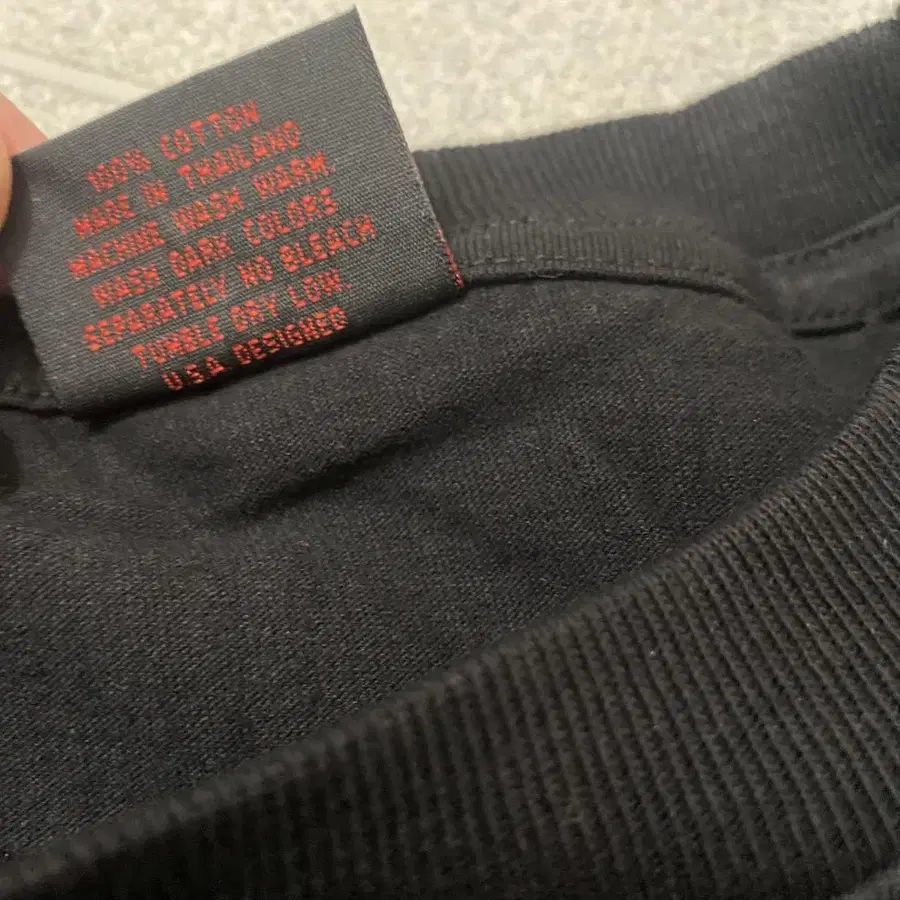 100% COTTON
MADE IN THAILAND
MACHINE WASH WARM.
WASH DARK COLORS
SEPARATELY NO BLEACH
TUMBLE DRY LOW.
U.S.A DESIGNED